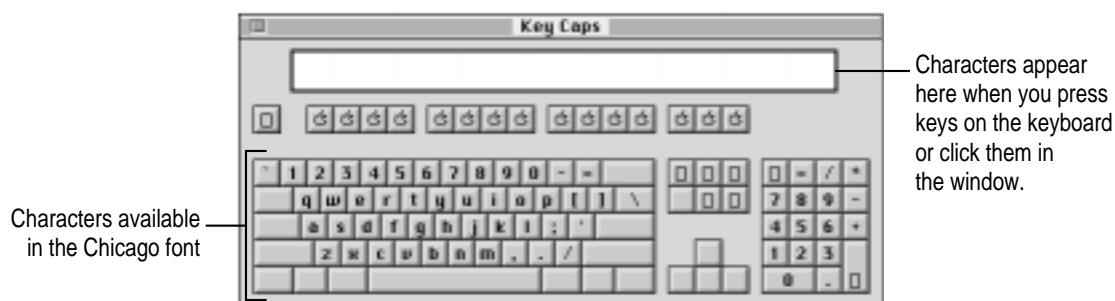 Key Caps
Characters appear
here when you press
keys on the keyboard
or click them in
the window.
Characters available
in the Chicago font
` 1 2 3 4 5 6 7 8 9 0 - =
q w e r t y u i o p [ ] \
a s d f g h j k l ; '
z x c v b n m , . /
= / *
7 8 9 -
4 5 6 +
1 2 3
0 .